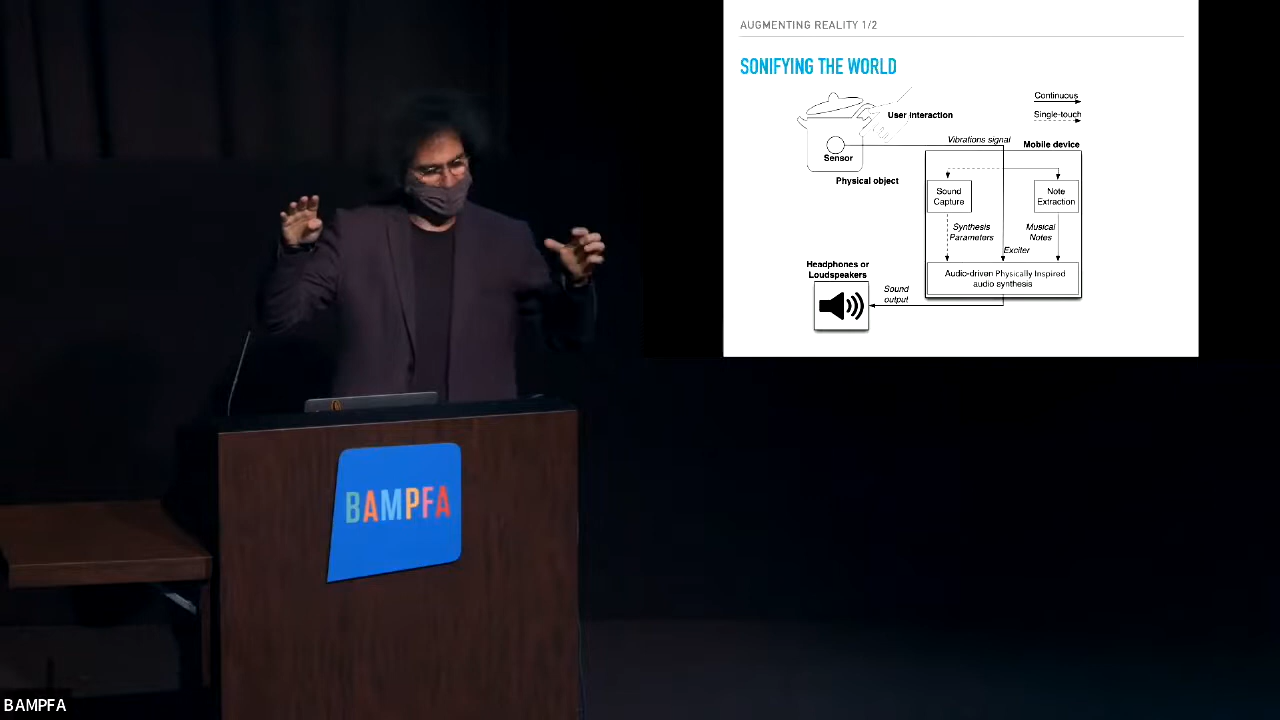 AUGMENTING REALITY 1/2
SONIFYING THE WORLD
Continuous
Single-touch
User interaction
Vibrations signal
Mobile device
Sensor
Physical object
Sound
Capture
Note
Extraction
Synthesis
Parameters
Musical
Notes
Exciter
Headphones or
Loudspeakers
Audio-driven Physically Inspired
audio synthesis
Sound
output
BAMPFA
BAMPFA